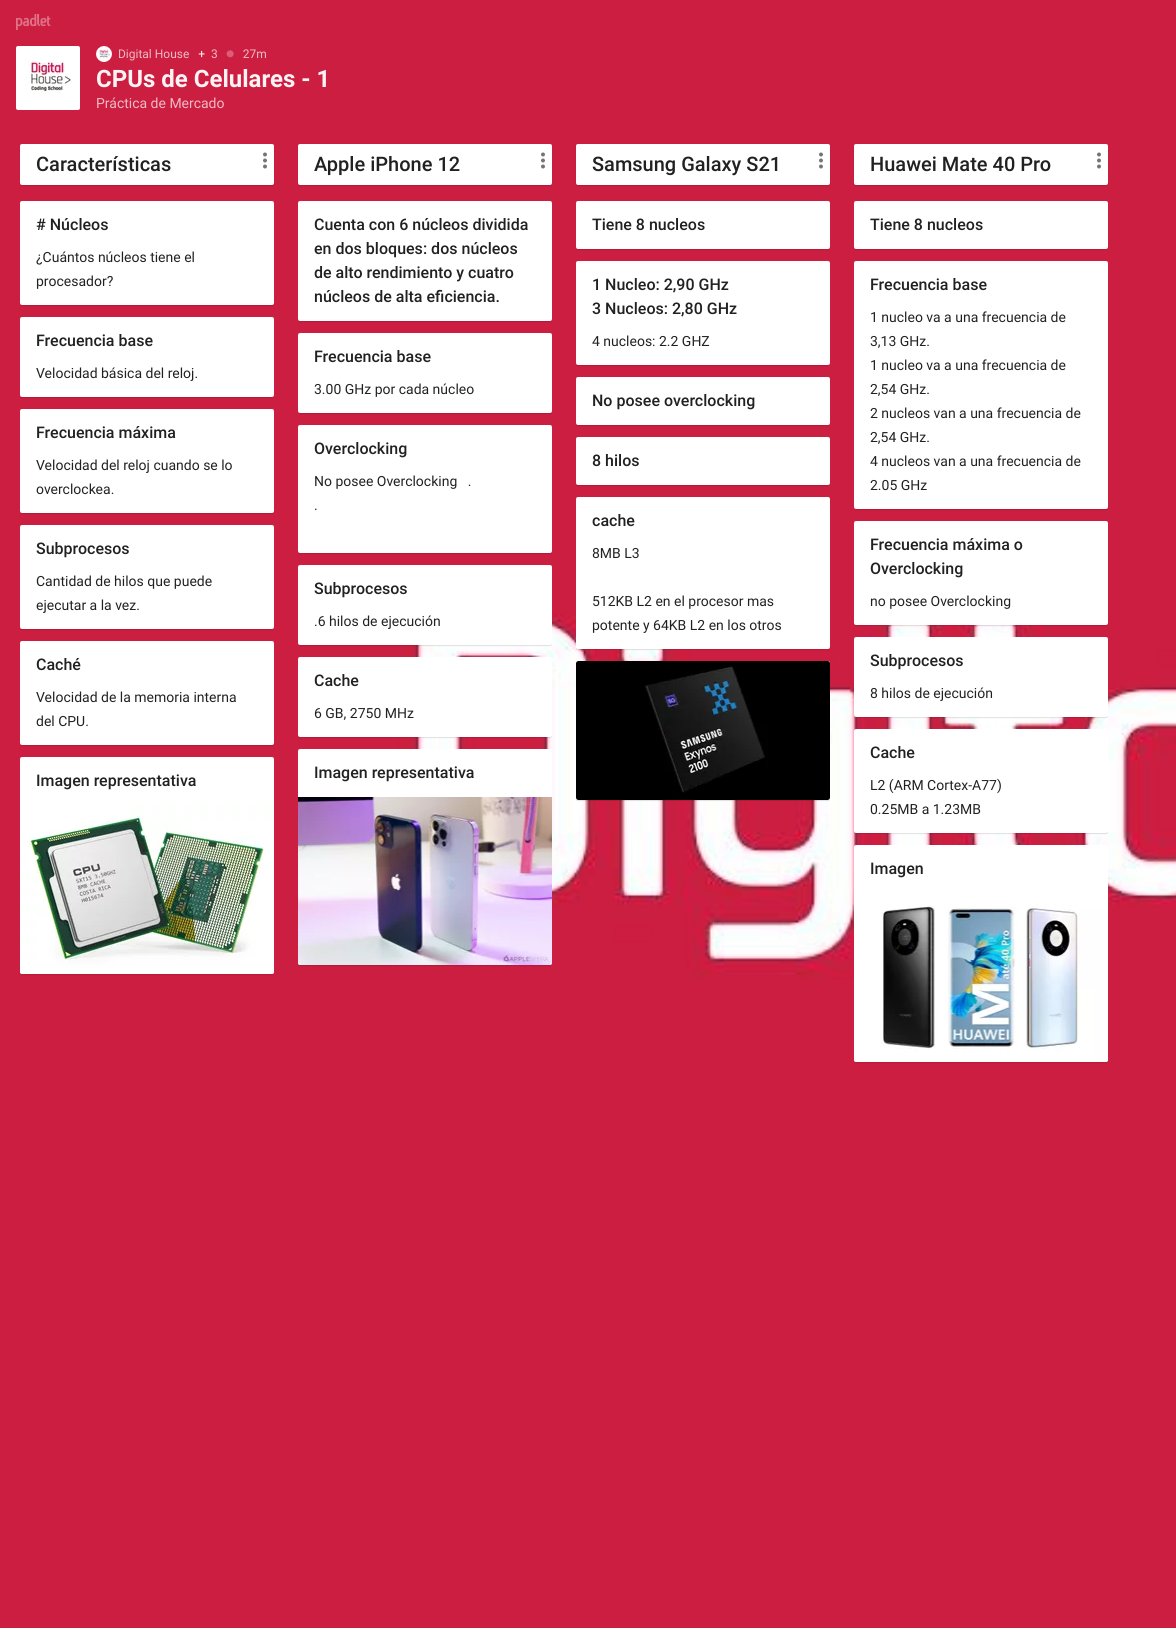 padlet
Digital
House>
Coding School
Digital House + 3 27m
CPUs de Celulares - 1
Práctica de Mercado
Características
# Núcleos
¿Cuántos núcleos tiene el
procesador?
Frecuencia base
Velocidad básica del reloj.
Frecuencia máxima
Velocidad del reloj cuando se lo
overclockea.
Subprocesos
Cantidad de hilos que puede
ejecutar a la vez.
Caché
Velocidad de la memoria interna
del CPU.
Imagen representativa
CPU
SXT15 3.50GHZ
8MB CACHE
COSTA RICA
Apple iPhone 12
Cuenta con 6 núcleos dividida
en dos bloques: dos núcleos
de alto rendimiento y cuatro
núcleos de alta eficiencia.
Frecuencia base
3.00 GHz por cada núcleo
Overclocking
No posee Overclocking .
.
Subprocesos
.6 hilos de ejecución
Cache
6 GB, 2750 MHz
Imagen representativa
Samsung Galaxy S21
Tiene 8 nucleos
1 Nucleo: 2,90 GHz
3 Nucleos: 2,80 GHz
4 nucleos: 2.2 GHZ
No posee overclocking
8 hilos
cache
8MB L3
512KB L2 en el procesor mas
potente y 64KB L2 en los otros
5G
SAMSUNG
Exynos
2100
Huawei Mate 40 Pro
Tiene 8 nucleos
Frecuencia base
1 nucleo va a una frecuencia de
3,13 GHz.
1 nucleo va a una frecuencia de
2,54 GHz.
2 nucleos van a una frecuencia de
2,54 GHz.
4 nucleos van a una frecuencia de
2.05 GHz
Frecuencia máxima o
Overclocking
no posee Overclocking
Subprocesos
8 hilos de ejecución
Cache
L2 (ARM Cortex-A77)
0.25MB a 1.23MB
Imagen
Mate 40 Pro
HUAWEI